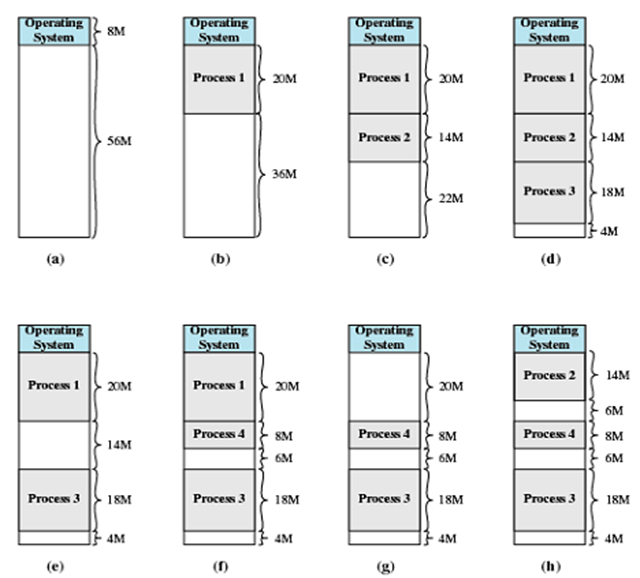 Operating
System
8M
56M
(a)
Operating
System
Process 1
20M
36M
(b)
Operating
System
Process 1
20M
Process 2
14M
22M
(c)
Operating
System
Process 1
20M
Process 2
14M
Process 3
18M
4M
(d)
Operating
System
Process 1
20M
14M
Process 3
18M
4M
(e)
Operating
System
Process 1
20M
Process 4
8M
6M
Process 3
18M
4M
(f)
Operating
System
20M
Process 4
8M
6M
Process 3
18M
4M
(g)
Operating
System
Process 2
14M
6M
Process 4
8M
6M
Process 3
18M
4M
(h)